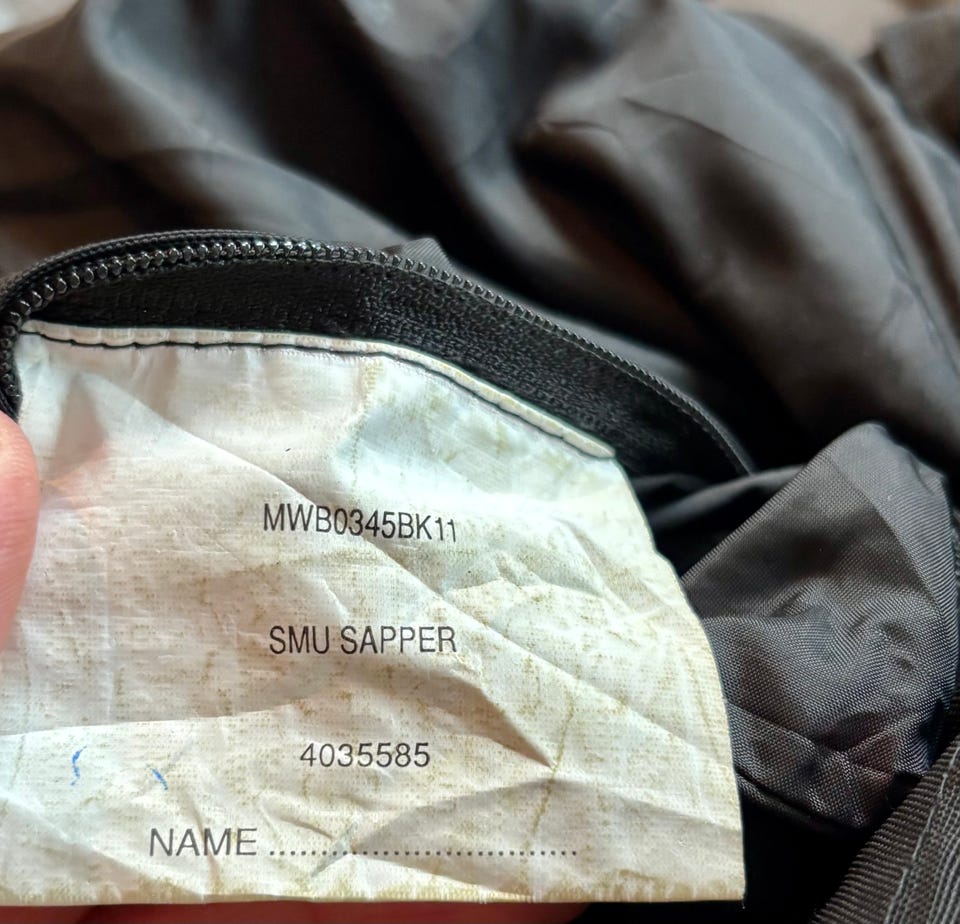 MWB0345BK11
SMU SAPPER
4035585
NAME ..............................